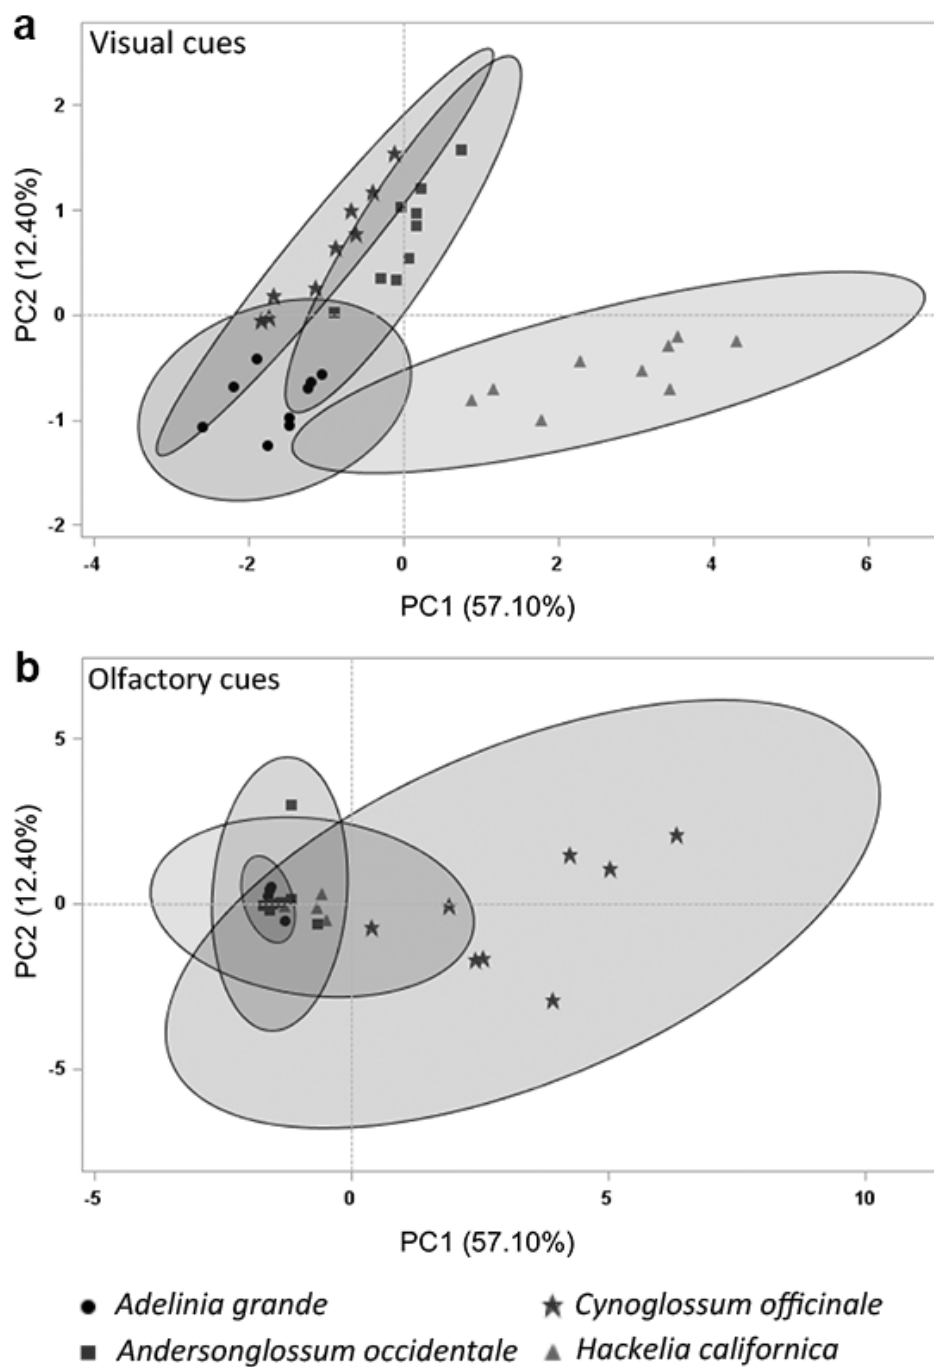 a
Visual cues
2
1
0
-1
-2
PC2 (12.40%)
-4
-2
0
2
4
6
PC1 (57.10%)
b
Olfactory cues
5
0
-5
PC2 (12.40%)
-5
0
5
10
PC1 (57.10%)
Adelinia grande
Cynoglossum officinale
Andersonglossum occidentale
Hackelia californica